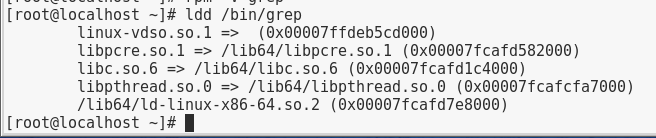 [root@localhost ~]# ldd /bin/grep
        linux-vdso.so.1 =>  (0x00007ffdeb5cd000)
        libpcre.so.1 => /lib64/libpcre.so.1 (0x00007fcafd582000)
        libc.so.6 => /lib64/libc.so.6 (0x00007fcafd1c4000)
        libpthread.so.0 => /lib64/libpthread.so.0 (0x00007fcafcfa7000)
        /lib64/ld-linux-x86-64.so.2 (0x00007fcafd7e8000)
[root@localhost ~]#